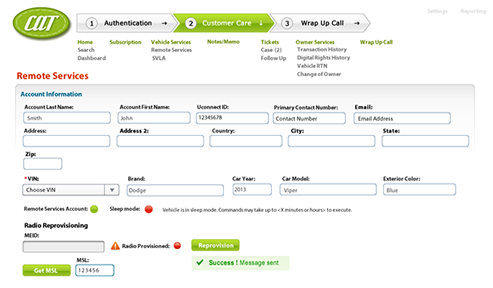 CAT
1 Authentication
2 Customer Care
3 Wrap Up Call
Settings
Reporting
Home
Search
Dashboard
Subscription
Vehicle Services
Remote Services
SVLA
Notes/Memo
Tickets
Case (2)
Follow Up
Owner Services
Transaction History
Digital Rights History
Vehicle RTN
Change of Owner
Wrap Up Call
Remote Services
Account Information
Account Last Name: Account First Name: Uconnect ID: Primary Contact Number: Email:
Smith John 12345678 Contact Number Email Address
Address: Address 2: Country: City: State:
Zip:
*VIN: Brand: Car Year: Car Model: Exterior Color:
Choose VIN Dodge 2013 Viper Blue
Remote Services Account: Sleep mode: Vehicle is in sleep mode. Commands may take up to <X minutes or hours> to execute.
Radio Reprovisioning
MEID:
Radio Provisioned: Reprovision
MSL: Success ! Message sent
Get MSL 123456